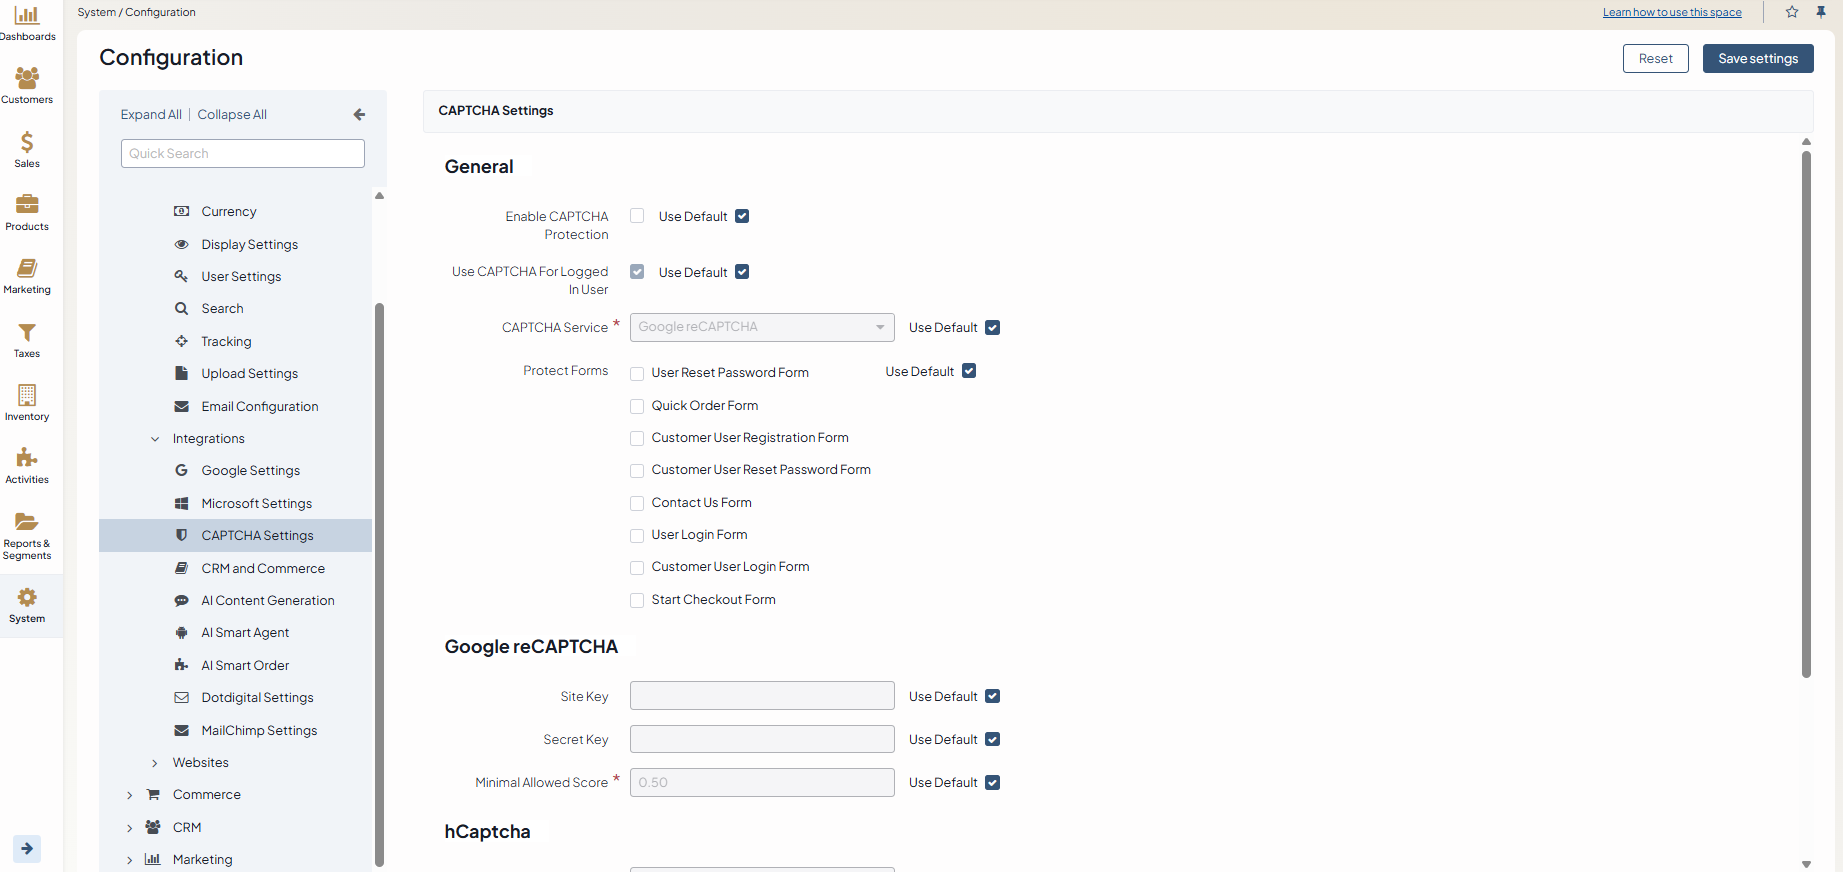 System / Configuration
Learn how to use this space
Dashboards
Customers
Sales
Products
Marketing
Taxes
Inventory
Activities
Reports &
Segments
System
Configuration
Reset
Save settings
Expand All | Collapse All
Quick Search
Currency
Display Settings
User Settings
Search
Tracking
Upload Settings
Email Configuration
Integrations
Google Settings
Microsoft Settings
CAPTCHA Settings
CRM and Commerce
AI Content Generation
AI Smart Agent
AI Smart Order
Dotdigital Settings
MailChimp Settings
Websites
Commerce
CRM
Marketing
CAPTCHA Settings
General
Enable CAPTCHA
Protection
Use Default
Use CAPTCHA For Logged
In User
Use Default
CAPTCHA Service *
Google reCAPTCHA
Use Default
Protect Forms
User Reset Password Form
Use Default
Quick Order Form
Customer User Registration Form
Customer User Reset Password Form
Contact Us Form
User Login Form
Customer User Login Form
Start Checkout Form
Google reCAPTCHA
Site Key
Use Default
Secret Key
Use Default
Minimal Allowed Score *
0.50
Use Default
hCaptcha